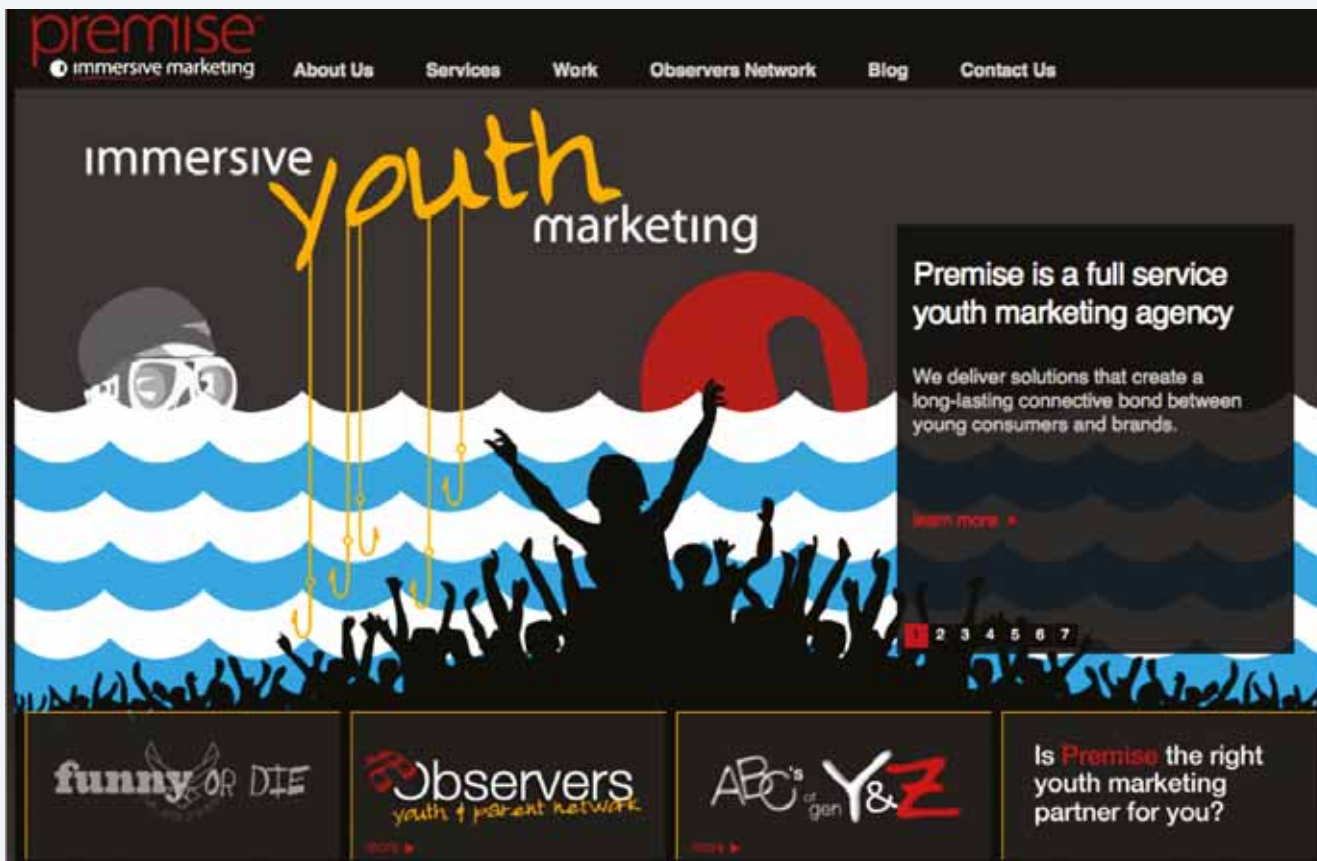 premise
immersive marketing
About Us Services Work Observers Network Blog Contact Us
immersive
youth
marketing
Premise is a full service
youth marketing agency
We deliver solutions that create a
long-lasting connective bond between
young consumers and brands.
learn more
1 2 3 4 5 6 7
funny OR DIE
Observers
youth & parent network
more
ABC's of gen Y&Z
more
Is Premise the right
youth marketing
partner for you?